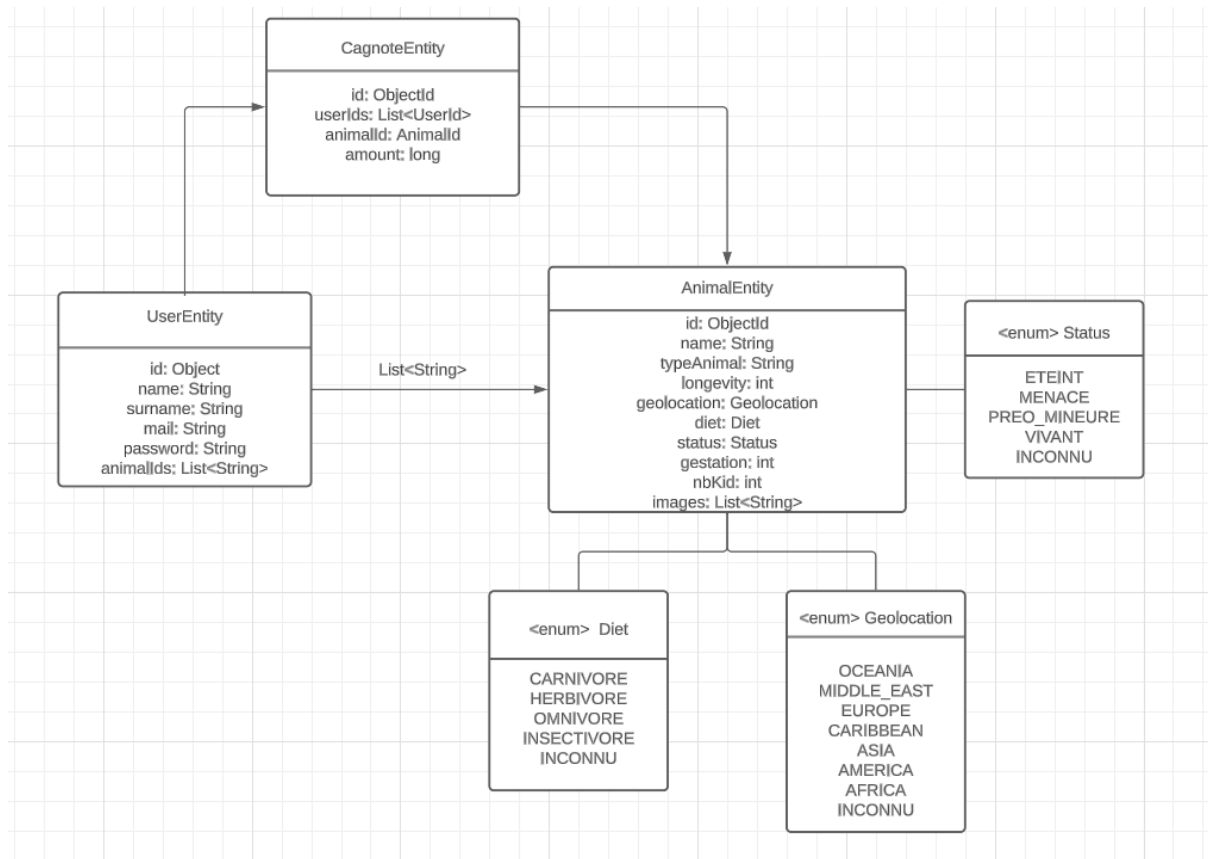 CagnoteEntity
id: ObjectId
userIds: List<UserId>
animalId: AnimalId
amount: long
UserEntity
id: Object
name: String
surname: String
mail: String
password: String
animalIds: List<String>
List<String>
AnimalEntity
id: ObjectId
name: String
typeAnimal: String
longevity: int
geolocation: Geolocation
diet: Diet
status: Status
gestation: int
nbKid: int
images: List<String>
<enum> Status
ETEINT
MENACE
PREO_MINEURE
VIVANT
INCONNU
<enum> Diet
CARNIVORE
HERBIVORE
OMNIVORE
INSECTIVORE
INCONNU
<enum> Geolocation
OCEANIA
MIDDLE_EAST
EUROPE
CARIBBEAN
ASIA
AMERICA
AFRICA
INCONNU